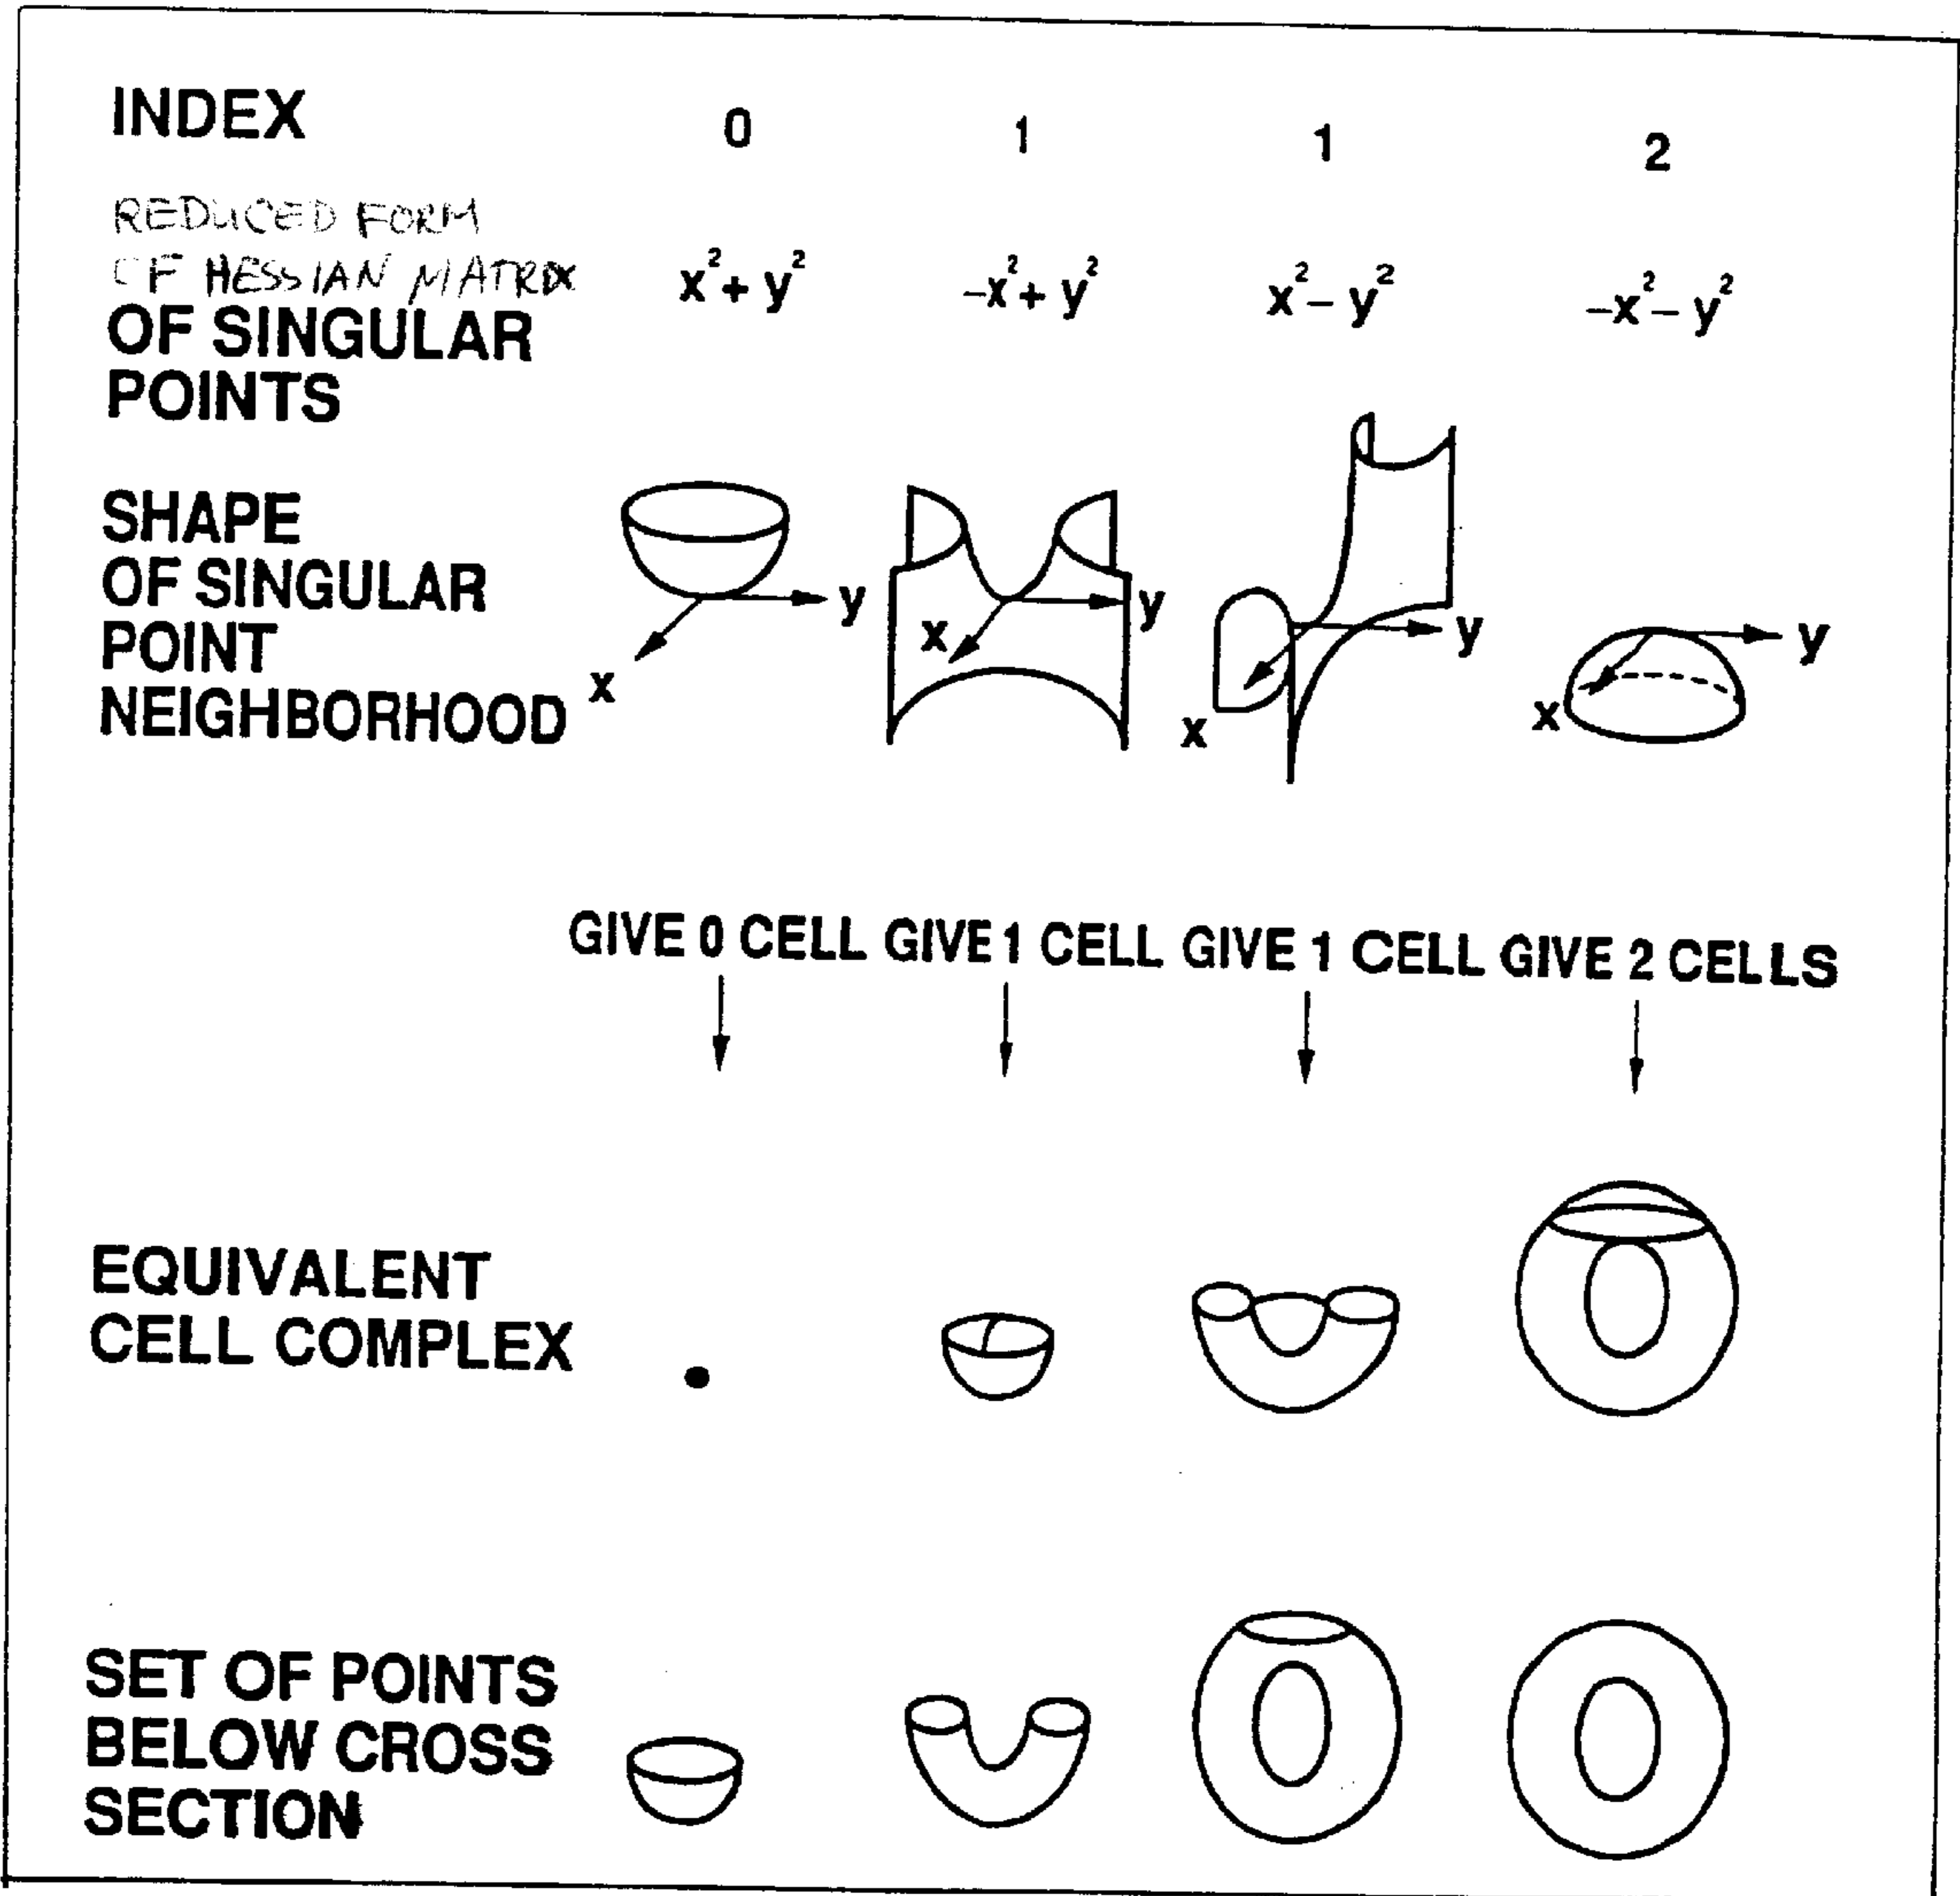 INDEX 0 1 1 2
REDUCED FORM
OF HESSIAN MATRIX x²+ y² –x²+ y² x²– y² –x²– y²
OF SINGULAR
POINTS
SHAPE
OF SINGULAR y y y y
POINT x
NEIGHBORHOOD x x x
GIVE 0 CELL GIVE 1 CELL GIVE 1 CELL GIVE 2 CELLS
EQUIVALENT
CELL COMPLEX
SET OF POINTS
BELOW CROSS
SECTION